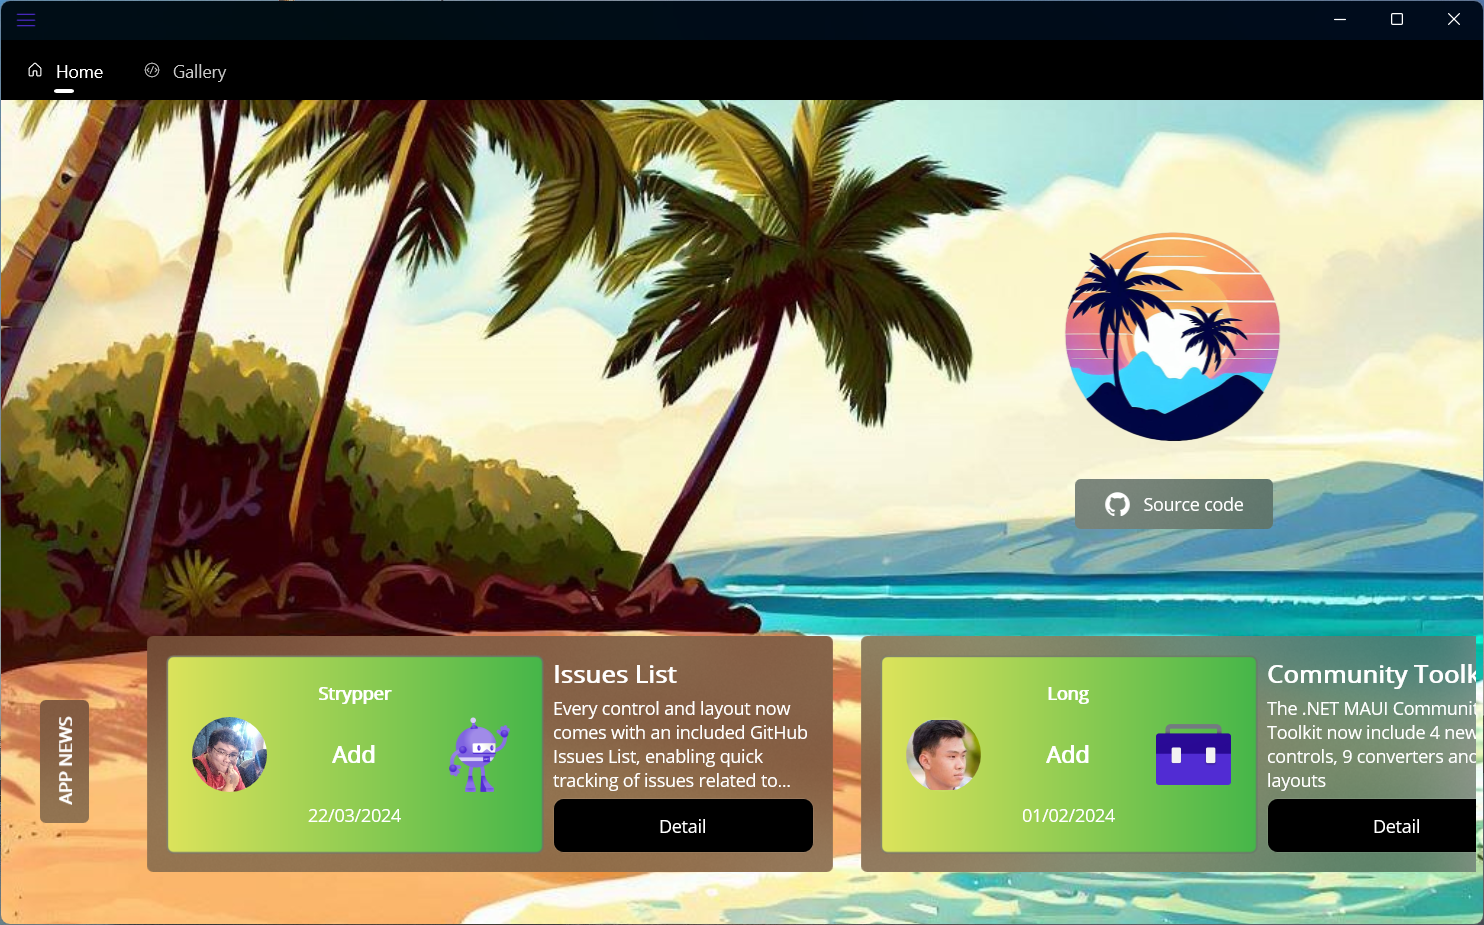 Home
Gallery
Source code
APP NEWS
Strypper
Add
22/03/2024
Issues List
Every control and layout now
comes with an included GitHub
Issues List, enabling quick
tracking of issues related to...
Detail
Long
Add
01/02/2024
Community Toolk
The .NET MAUI Communi
Toolkit now include 4 new
controls, 9 converters and
layouts
Detail